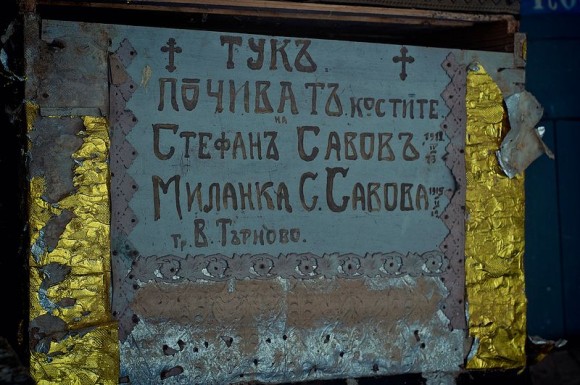 ТУКЪ
ПОЧИВАТЪ КОСТИТЕ
НА
СТЕФАНЪ САВОВЪ
МИЛАНКА С. САВОВА
ГР. В. ТЪРНОВО.